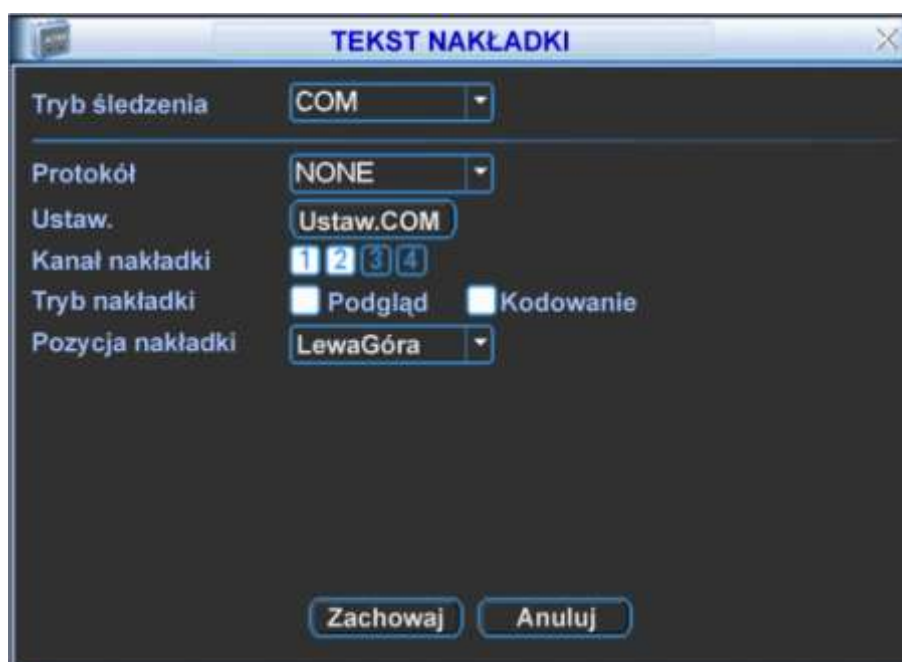 TEKST NAKŁADKI
Tryb śledzenia COM
Protokół NONE
Ustaw. Ustaw.COM
Kanał nakładki 1 2 3 4
Tryb nakładki Podgląd Kodowanie
Pozycja nakładki LewaGóra
Zachowaj Anuluj